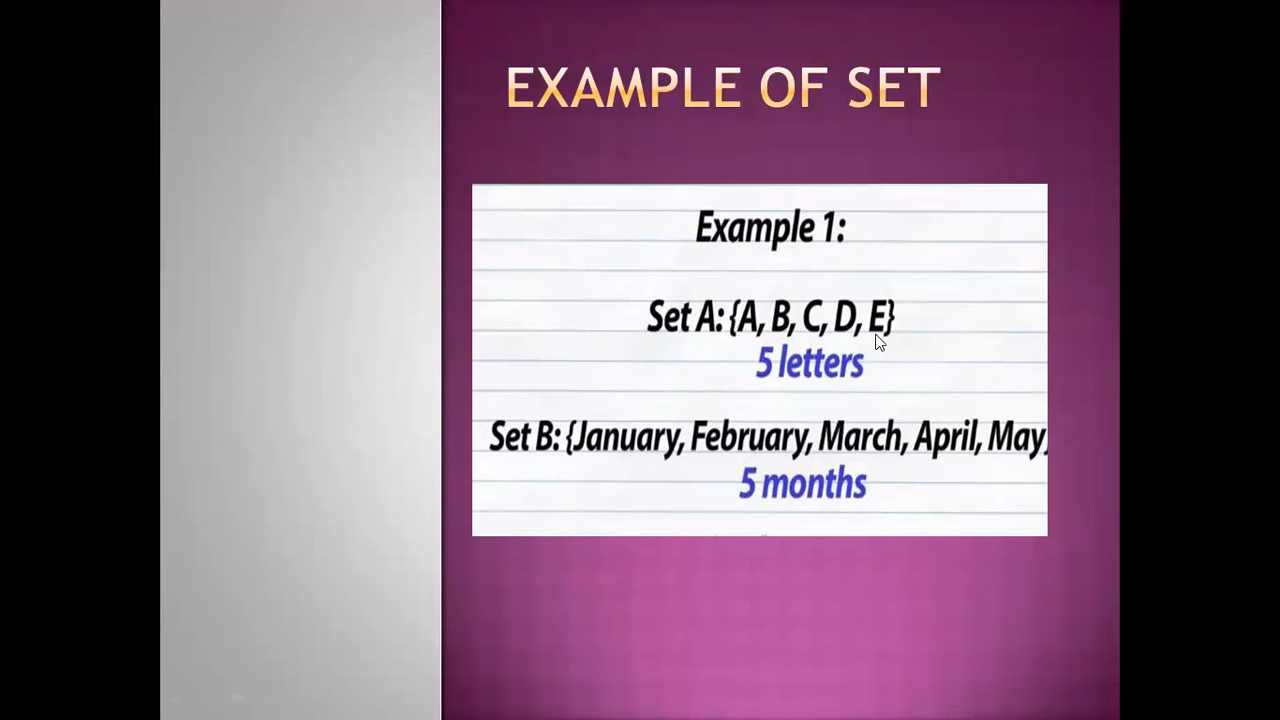 EXAMPLE OF SET
Example 1:
Set A: {A, B, C, D, E}
5 letters
Set B: {January, February, March, April, May
5 months